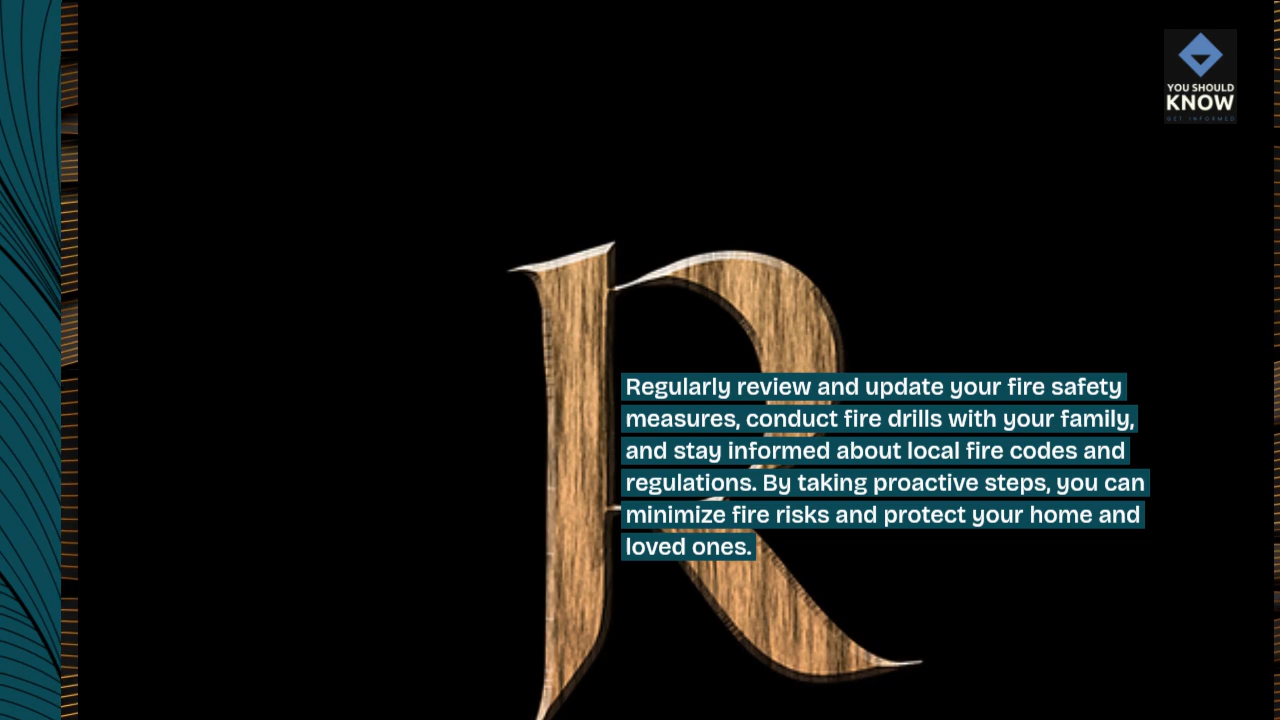 YOU SHOULD
KNOW
GET INFORMED
R
Regularly review and update your fire safety
measures, conduct fire drills with your family,
and stay informed about local fire codes and
regulations. By taking proactive steps, you can
minimize fire risks and protect your home and
loved ones.